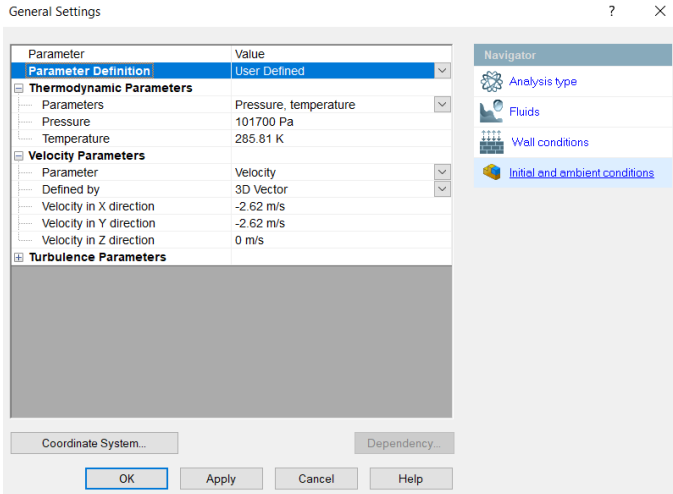 General Settings
Parameter Value
Parameter Definition User Defined
Thermodynamic Parameters
Parameters Pressure, temperature
Pressure 101700 Pa
Temperature 285.81 K
Velocity Parameters
Parameter Velocity
Defined by 3D Vector
Velocity in X direction -2.62 m/s
Velocity in Y direction -2.62 m/s
Velocity in Z direction 0 m/s
Turbulence Parameters
Coordinate System...
Dependency...
OK Apply Cancel Help
Navigator
Analysis type
Fluids
Wall conditions
Initial and ambient conditions